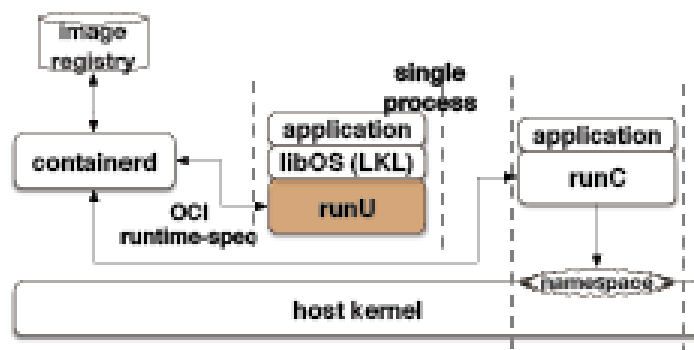 Image
registry
single
process
application
libOS (LKL)
runU
containerd
OCI
runtime-spec
application
runC
namespace
host kernel